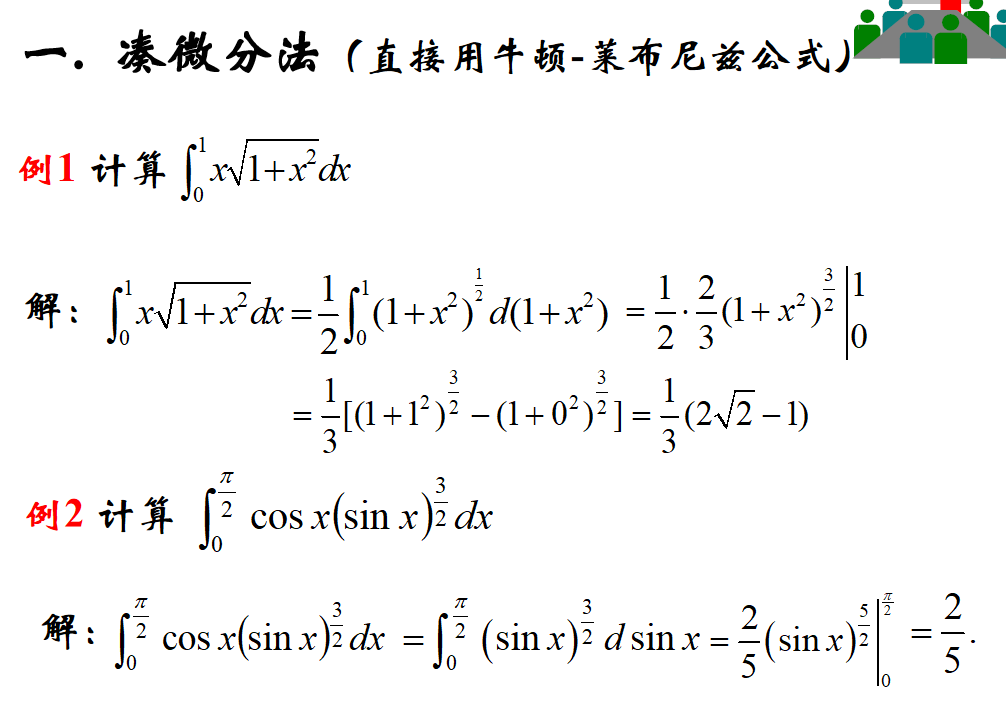 一. 凑微分法（直接用牛顿-莱布尼兹公式）
例1 计算 $\int_0^1 x\sqrt{1+x^2}dx$
解： $\int_0^1 x\sqrt{1+x^2}dx = \frac{1}{2}\int_0^1 (1+x^2)^{\frac{1}{2}} d(1+x^2) = \frac{1}{2}\cdot\frac{2}{3}(1+x^2)^{\frac{3}{2}}\Big|_0^1$
$= \frac{1}{3}[(1+1^2)^{\frac{3}{2}} - (1+0^2)^{\frac{3}{2}}] = \frac{1}{3}(2\sqrt{2}-1)$
例2 计算 $\int_0^{\frac{\pi}{2}} \cos x(\sin x)^{\frac{3}{2}} dx$
解： $\int_0^{\frac{\pi}{2}} \cos x(\sin x)^{\frac{3}{2}} dx = \int_0^{\frac{\pi}{2}} (\sin x)^{\frac{3}{2}} d\sin x = \frac{2}{5}(\sin x)^{\frac{5}{2}}\Big|_0^{\frac{\pi}{2}} = \frac{2}{5}.$